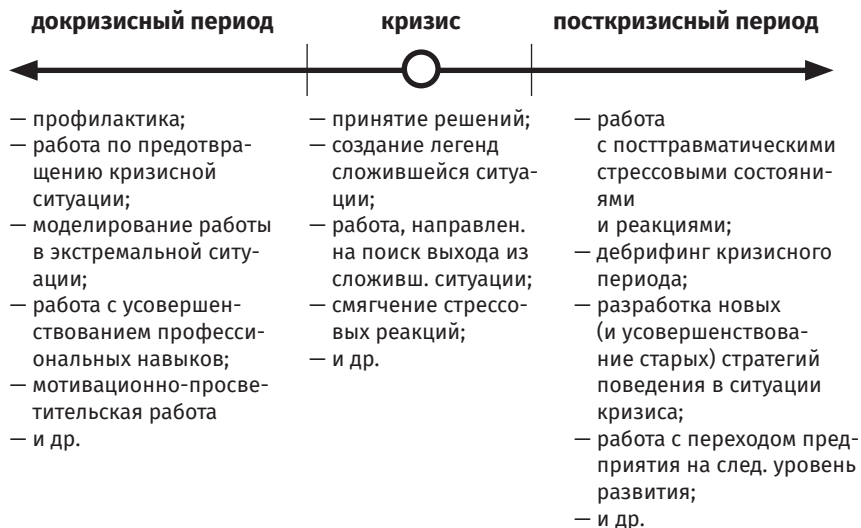 докризисный период
кризис
посткризисный период
— профилактика;
— работа по предотвра-
щению кризисной
ситуации;
— моделирование работы
в экстремальной ситу-
ации;
— работа с усовершен-
ствованием професси-
ональных навыков;
— мотивационно-просве-
тительская работа
— и др.
— принятие решений;
— создание легенд
сложившейся ситуа-
ции;
— работа, направлен.
на поиск выхода из
сложивш. ситуации;
— смягчение стрессо-
вых реакций;
— и др.
— работа
с посттравматическими
стрессовыми состояни-
ями
и реакциями;
— дебрифинг кризисного
периода;
— разработка новых
(и усовершенствова-
ние старых) стратегий
поведения в ситуации
кризиса;
— работа с переходом пред-
приятия на след. уровень
развития;
— и др.